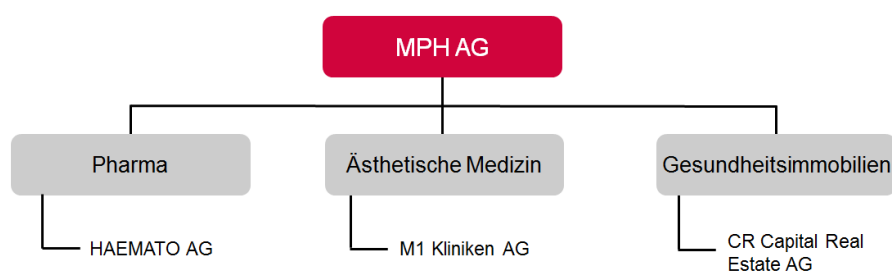 MPH AG
Pharma
Ästhetische Medizin
Gesundheitsimmobilien
HAEMATO AG
M1 Kliniken AG
CR Capital Real
Estate AG